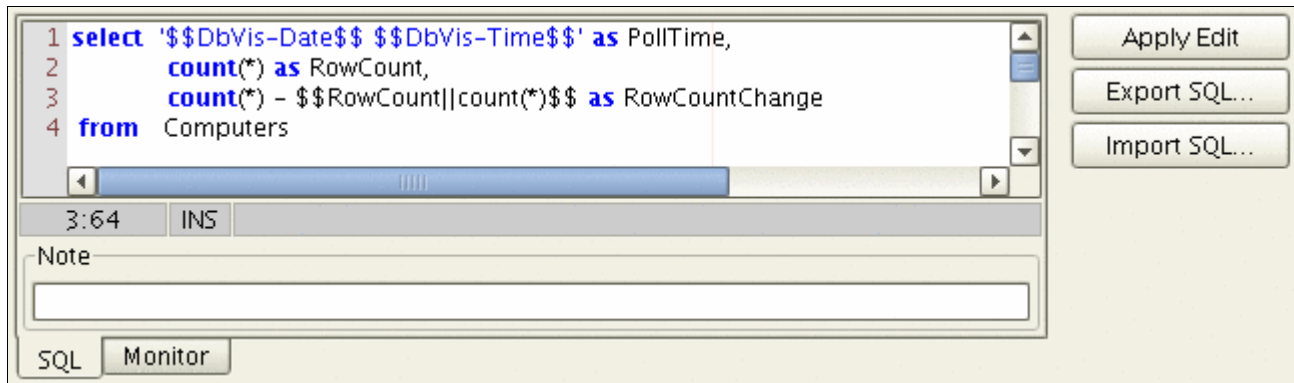 1 select '$$DbVis-Date$$ $$DbVis-Time$$' as PollTime,
2 count(*) as RowCount,
3 count(*) - $$RowCount||count(*)$$ as RowCountChange
4 from Computers
3:64 INS
Note
SQL Monitor
Apply Edit
Export SQL...
Import SQL...